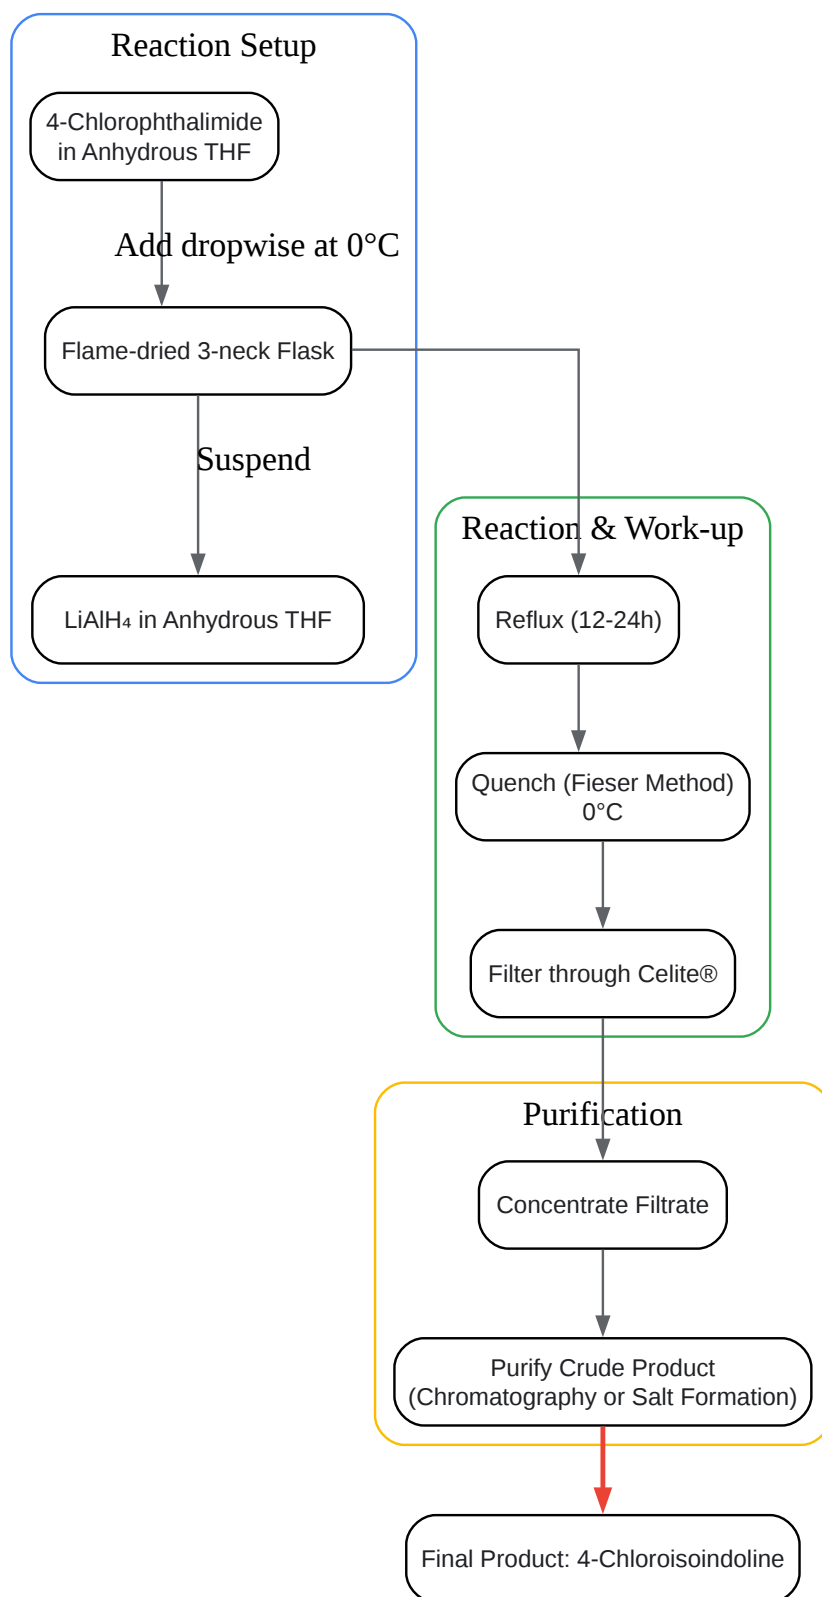 Reaction Setup
4-Chlorophthalimide
in Anhydrous THF
Add dropwise at 0°C
Flame-dried 3-neck Flask
Suspend
LiAlH₄ in Anhydrous THF
Reaction & Work-up
Reflux (12-24h)
Quench (Fieser Method)
0°C
Filter through Celite®
Purification
Concentrate Filtrate
Purify Crude Product
(Chromatography or Salt Formation)
Final Product: 4-Chloroisoindoline